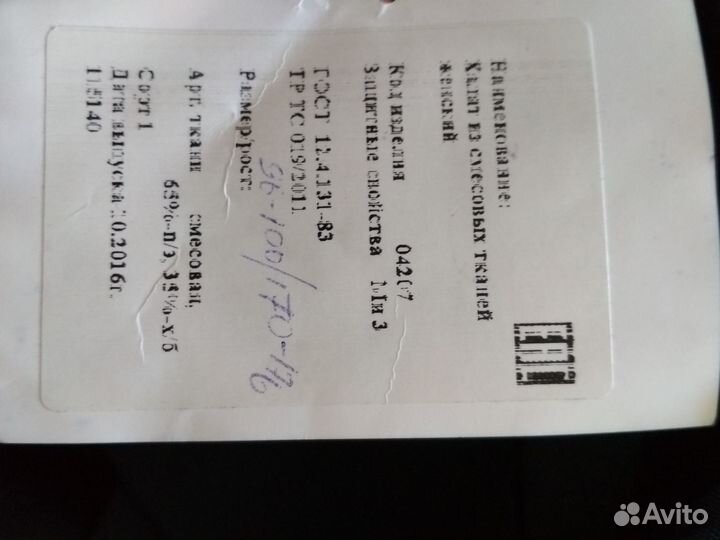 EAC
Наименование:
Халат из смесовых тканей
женский
Код изделия
Защитные свойства Ми З
ГОСТ 12.4.131-83
ТР ТС 019/2011
Размер/рост: 96-100/170-176
Арт. ткани смесовая,
65%-п/э, 35%-х/б
Сорт 1
Дата выпуска 10.2016г.
115140
Avito